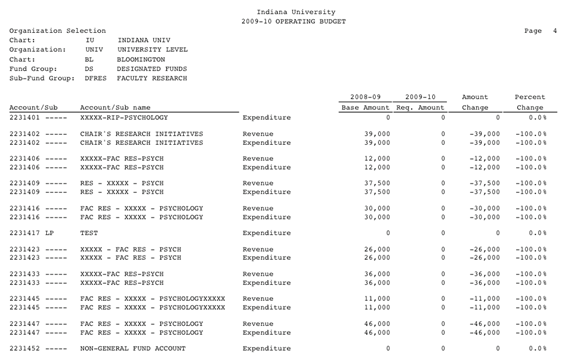 Indiana University
2009-10 OPERATING BUDGET
Organization Selection Page 4
Chart: IU INDIANA UNIV
Organization: UNIV UNIVERSITY LEVEL
Chart: BL BLOOMINGTON
Fund Group: DS DESIGNATED FUNDS
Sub-Fund Group: DFRES FACULTY RESEARCH
2008-09 2009-10 Amount Percent
Account/Sub Account/Sub name Base Amount Req. Amount Change Change
2231401 ----- XXXXX-RIP-PSYCHOLOGY Expenditure 0 0 0 0.0%
2231402 ----- CHAIR'S RESEARCH INITIATIVES Revenue 39,000 0 -39,000 -100.0%
2231402 ----- CHAIR'S RESEARCH INITIATIVES Expenditure 39,000 0 -39,000 -100.0%
2231406 ----- XXXXX-FAC RES-PSYCH Revenue 12,000 0 -12,000 -100.0%
2231406 ----- XXXXX-FAC RES-PSYCH Expenditure 12,000 0 -12,000 -100.0%
2231409 ----- RES - XXXXX - PSYCH Revenue 37,500 0 -37,500 -100.0%
2231409 ----- RES - XXXXX - PSYCH Expenditure 37,500 0 -37,500 -100.0%
2231416 ----- FAC RES - XXXXX - PSYCHOLOGY Revenue 30,000 0 -30,000 -100.0%
2231416 ----- FAC RES - XXXXX - PSYCHOLOGY Expenditure 30,000 0 -30,000 -100.0%
2231417 LP TEST Expenditure 0 0 0 0.0%
2231423 ----- XXXXX - FAC RES - PSYCH Revenue 26,000 0 -26,000 -100.0%
2231423 ----- XXXXX - FAC RES - PSYCH Expenditure 26,000 0 -26,000 -100.0%
2231433 ----- XXXXX-FAC RES-PSYCH Revenue 36,000 0 -36,000 -100.0%
2231433 ----- XXXXX-FAC RES-PSYCH Expenditure 36,000 0 -36,000 -100.0%
2231445 ----- FAC RES - XXXXX - PSYCHOLOGYXXXXX Revenue 11,000 0 -11,000 -100.0%
2231445 ----- FAC RES - XXXXX - PSYCHOLOGYXXXXX Expenditure 11,000 0 -11,000 -100.0%
2231447 ----- FAC RES - XXXXX - PSYCHOLOGY Revenue 46,000 0 -46,000 -100.0%
2231447 ----- FAC RES - XXXXX - PSYCHOLOGY Expenditure 46,000 0 -46,000 -100.0%
2231452 ----- NON-GENERAL FUND ACCOUNT Expenditure 0 0 0 0.0%